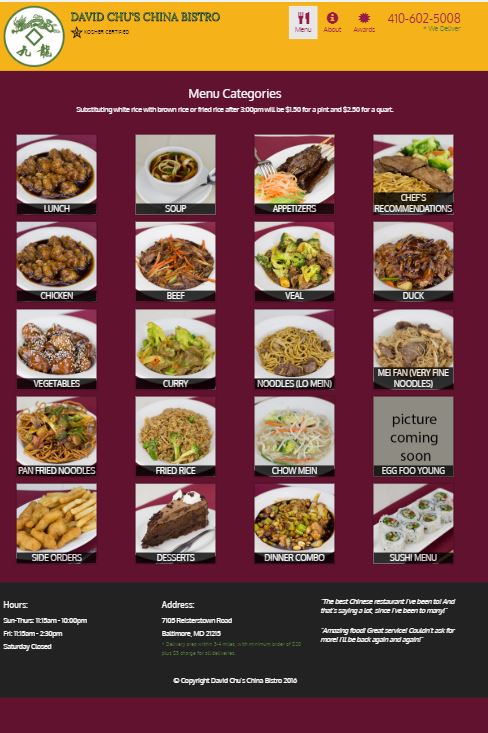 DAVID CHU'S CHINA BISTRO
KOSHER CERTIFIED
九 龍
Menu
About
Awards
410-602-5008
* We Deliver
Menu Categories
Substituting white rice with brown rice or fried rice after 3:00pm will be $1.50 for a pint and $2.50 for a quart.
LUNCH
SOUP
APPETIZERS
CHEF'S
RECOMMENDATIONS
CHICKEN
BEEF
VEAL
DUCK
VEGETABLES
CURRY
NOODLES (LO MEIN)
MEI FAN (VERY FINE
NOODLES)
PAN FRIED NOODLES
FRIED RICE
CHOW MEIN
picture
coming
soon
EGG FOO YOUNG
SIDE ORDERS
DESSERTS
DINNER COMBO
SUSHI MENU
Hours:
Sun-Thurs: 11:15am - 10:00pm
Fri: 11:15am - 2:30pm
Saturday Closed
Address:
7105 Reisterstown Road
Baltimore, MD 21215
* Delivery area within 3-4 miles, with minimum order of $20
plus $3 charge for all deliveries.
"The best Chinese restaurant I've been to! And
that's saying a lot, since I've been to many!"
"Amazing food! Great service! Couldn't ask for
more! I'll be back again and again!"
© Copyright David Chu's China Bistro 2016